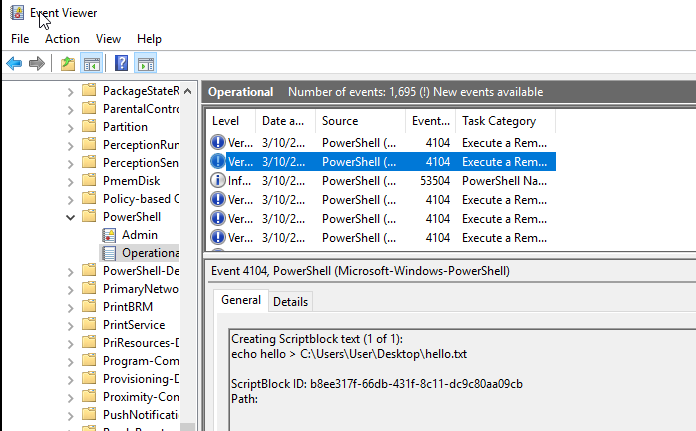 Event Viewer
File Action View Help
PackageStateR
ParentalContro
Partition
PerceptionRun
PerceptionSen
PmemDisk
Policy-based Q
PowerShell
Admin
Operationa
PowerShell-De
PrimaryNetwo
PrintBRM
PrintService
PriResources-D
Program-Com
Provisioning-D
Proximity-Com
PushNotificati
Operational Number of events: 1,695 (!) New events available
Level Date a... Source Event... Task Category
Ver... 3/10/2... PowerShell (... 4104 Execute a Rem...
Ver... 3/10/2... PowerShell (... 4104 Execute a Rem...
Inf... 3/10/2... PowerShell (... 53504 PowerShell Na...
Ver... 3/10/2... PowerShell (... 4104 Execute a Rem...
Ver... 3/10/2... PowerShell (... 4104 Execute a Rem...
Ver... 3/10/2... PowerShell (... 4104 Execute a Rem...
Event 4104, PowerShell (Microsoft-Windows-PowerShell)
General Details
Creating Scriptblock text (1 of 1):
echo hello > C:\Users\User\Desktop\hello.txt
ScriptBlock ID: b8ee317f-66db-431f-8c11-dc9c80aa09cb
Path: